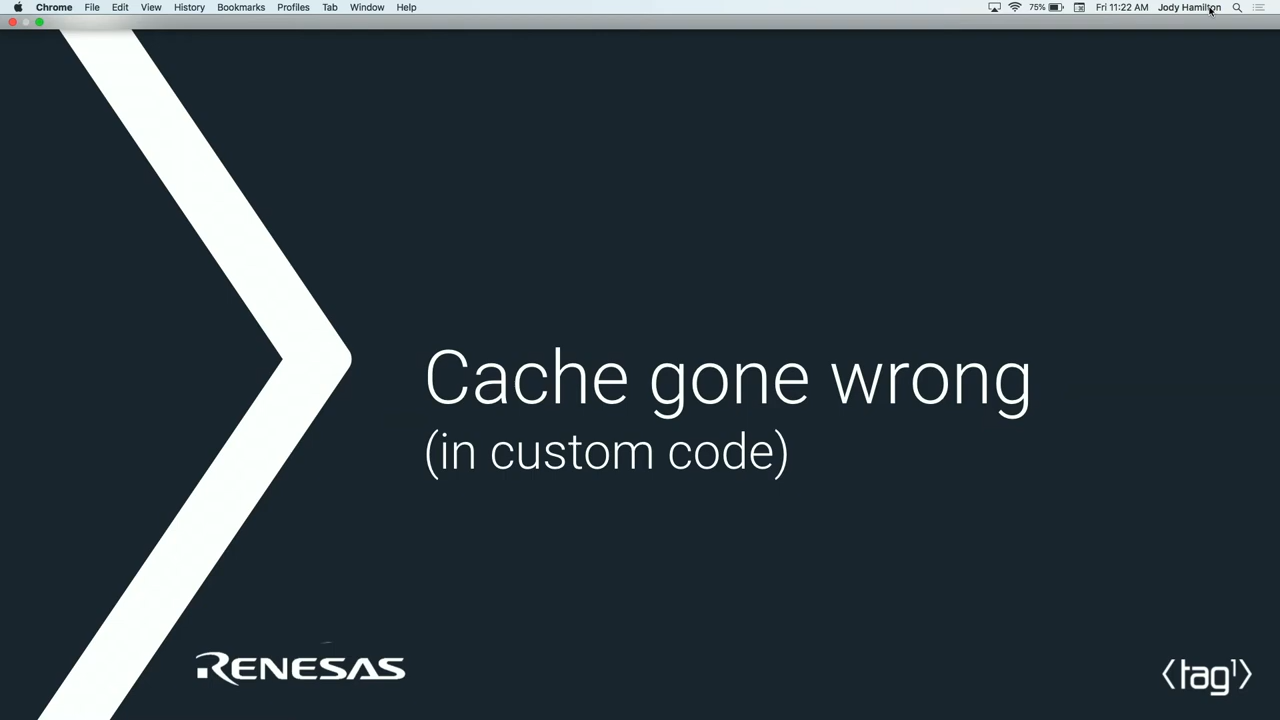 Chrome File Edit View History Bookmarks Profiles Tab Window Help 75% Fri 11:22 AM Jody Hamilton
Cache gone wrong
(in custom code)
RENESAS
<tag1>